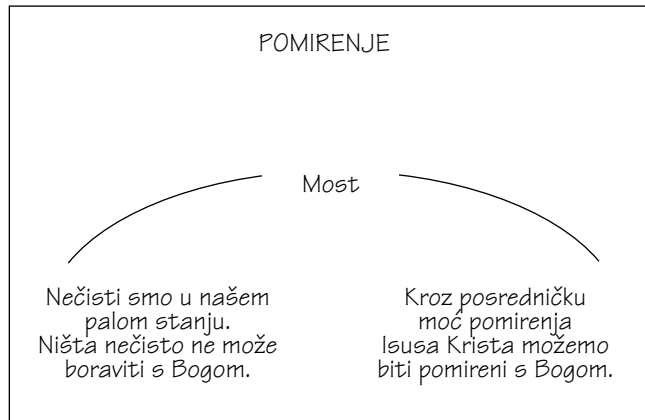 POMIRENJE
Most
Nečisti smo u našem
palom stanju.
Ništa nečisto ne može
boraviti s Bogom.
Kroz posredničku
moć pomirenja
Isusa Krista možemo
biti pomireni s Bogom.